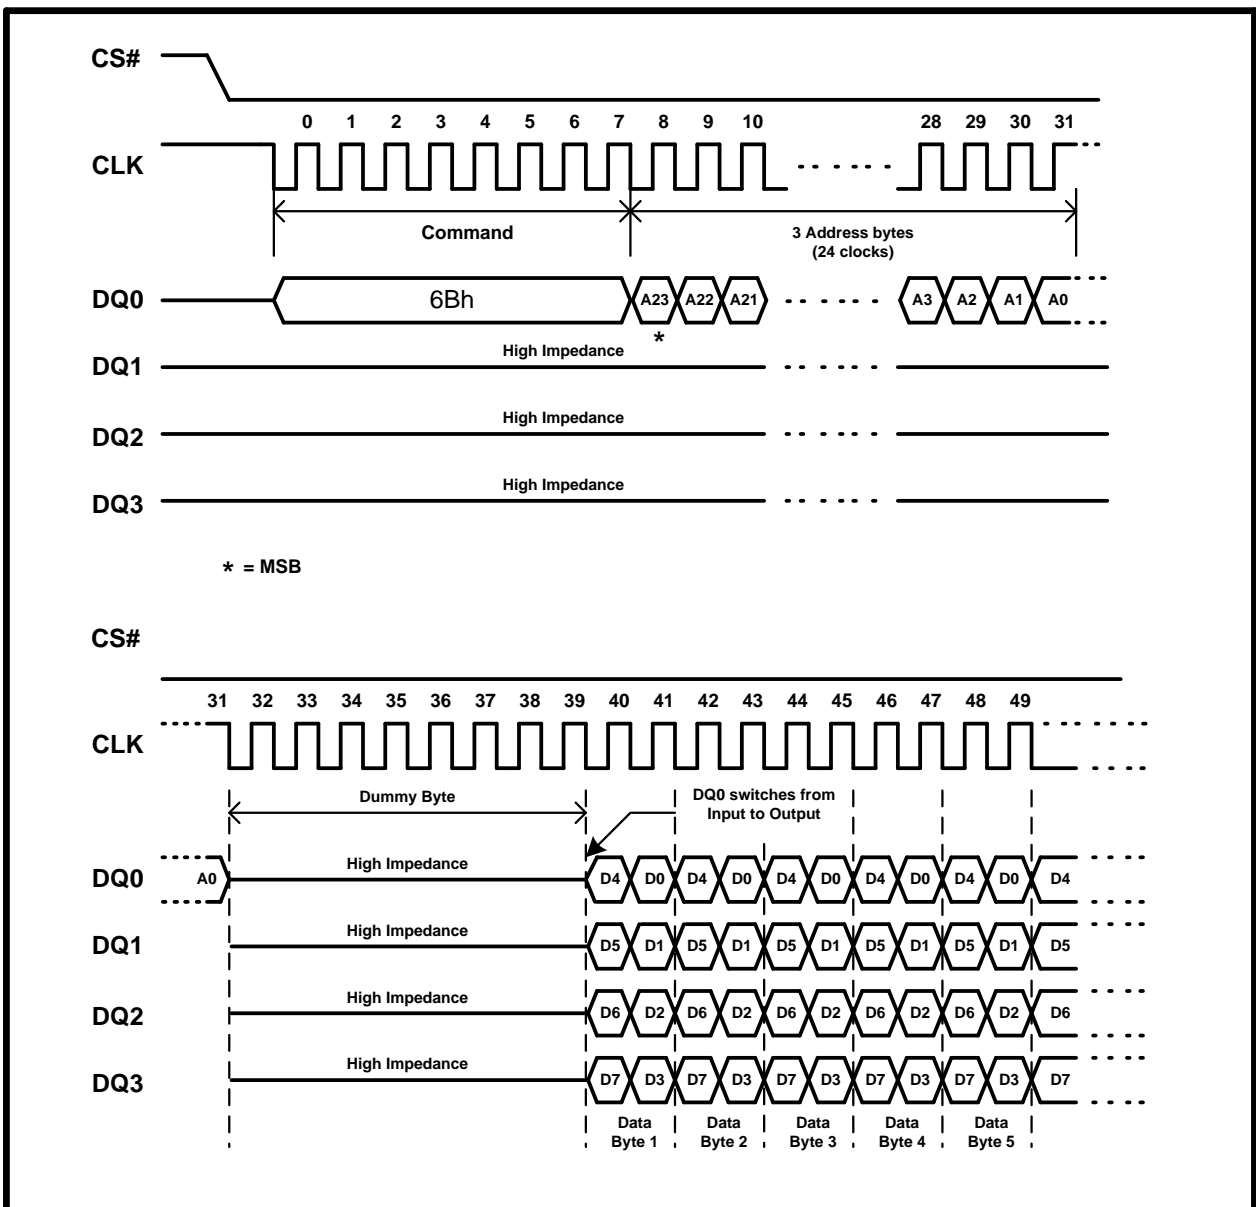 CS#
0 1 2 3 4 5 6 7 8 9 10 28 29 30 31
CLK
Command
3 Address bytes
(24 clocks)
DQ0 6Bh A23 A22 A21 A3 A2 A1 A0
*
High Impedance
DQ1
High Impedance
DQ2
High Impedance
DQ3
* = MSB
CS#
31 32 33 34 35 36 37 38 39 40 41 42 43 44 45 46 47 48 49
CLK
Dummy Byte
DQ0 switches from
Input to Output
High Impedance
DQ0 A0 D4 D0 D4 D0 D4 D0 D4 D0 D4 D0 D4
High Impedance
DQ1 D5 D1 D5 D1 D5 D1 D5 D1 D5 D1 D5
High Impedance
DQ2 D6 D2 D6 D2 D6 D2 D6 D2 D6 D2 D6
High Impedance
DQ3 D7 D3 D7 D3 D7 D3 D7 D3 D7 D3 D7
Data Byte 1
Data Byte 2
Data Byte 3
Data Byte 4
Data Byte 5